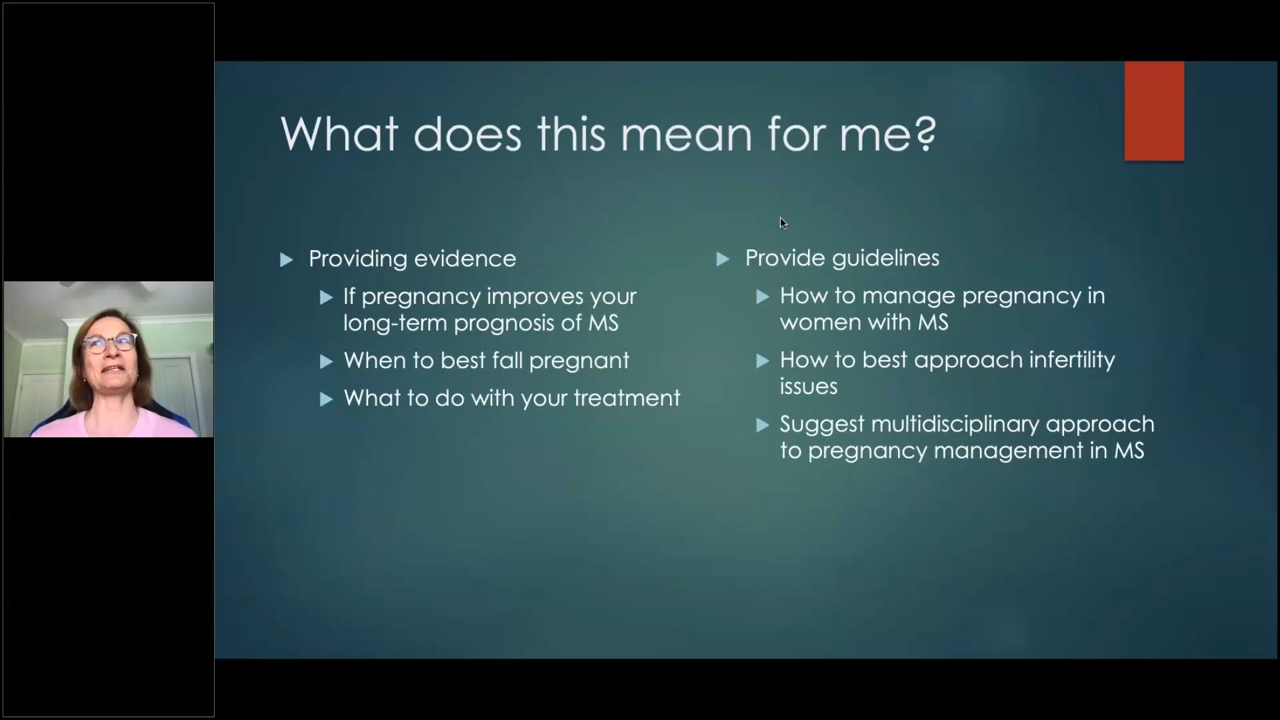 What does this mean for me?
Providing evidence
If pregnancy improves your
long-term prognosis of MS
When to best fall pregnant
What to do with your treatment
Provide guidelines
How to manage pregnancy in
women with MS
How to best approach infertility
issues
Suggest multidisciplinary approach
to pregnancy management in MS